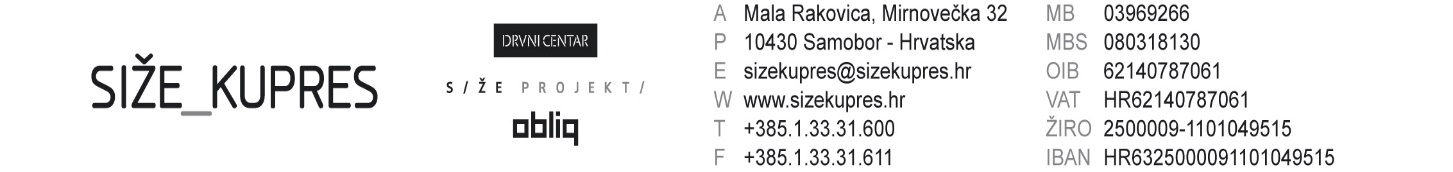 SIŽE_KUPRES
DRVNI CENTAR
S/ŽE PROJEKT/
obliq
A Mala Rakovica, Mirnovečka 32
P 10430 Samobor - Hrvatska
E sizekupres@sizekupres.hr
W www.sizekupres.hr
T +385.1.33.31.600
F +385.1.33.31.611
MB 03969266
MBS 080318130
OIB 62140787061
VAT HR62140787061
ŽIRO 2500009-1101049515
IBAN HR6325000091101049515